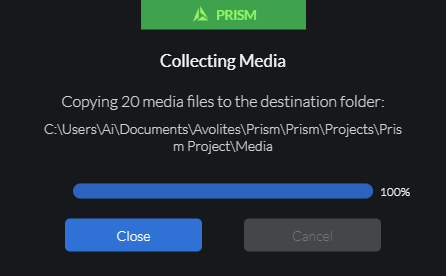 PRISM
Collecting Media
Copying 20 media files to the destination folder:
C:\Users\Ai\Documents\Avolites\Prism\Prism\Projects\Pris
m Project\Media
100%
Close
Cancel